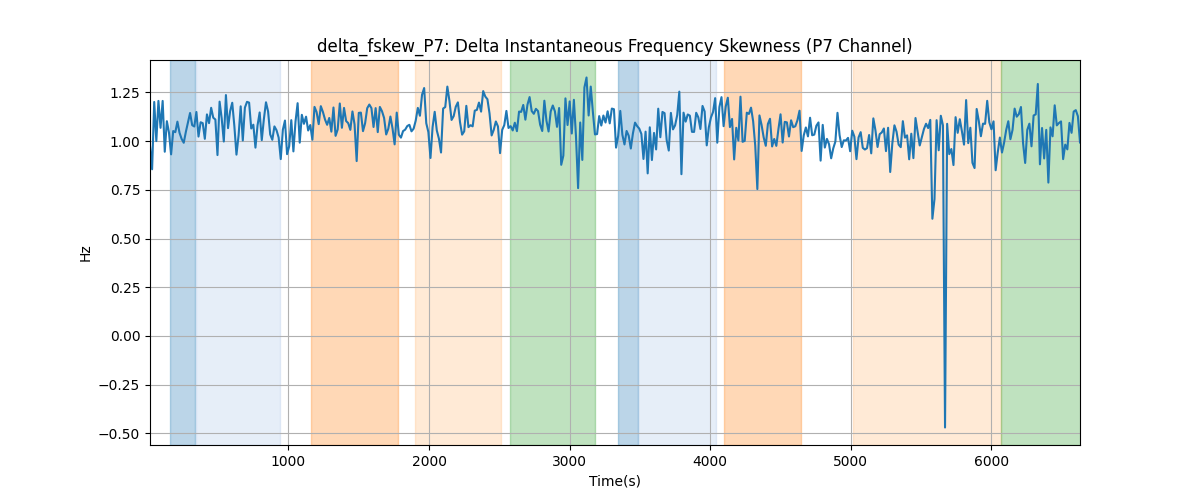 delta_fskew_P7: Delta Instantaneous Frequency Skewness (P7 Channel)
1.25
1.00
0.75
0.50
0.25
0.00
−0.25
−0.50
Hz
1000 2000 3000 4000 5000 6000
Time(s)